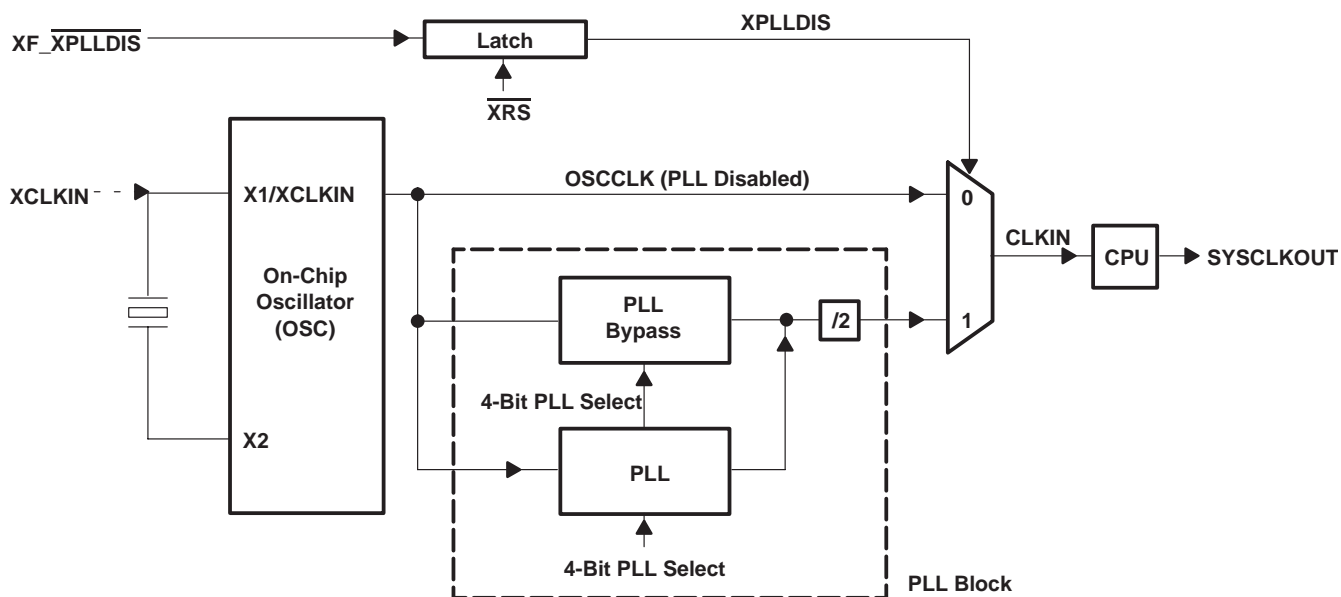 XPLLDIS
XF_XPLLDIS
Latch
XRS
XCLKIN
X1/XCLKIN
OSCCLK (PLL Disabled)
0
CLKIN
CPU
SYSCLKOUT
On-Chip
Oscillator
(OSC)
PLL
Bypass
/2
1
4-Bit PLL Select
X2
PLL
4-Bit PLL Select
PLL Block